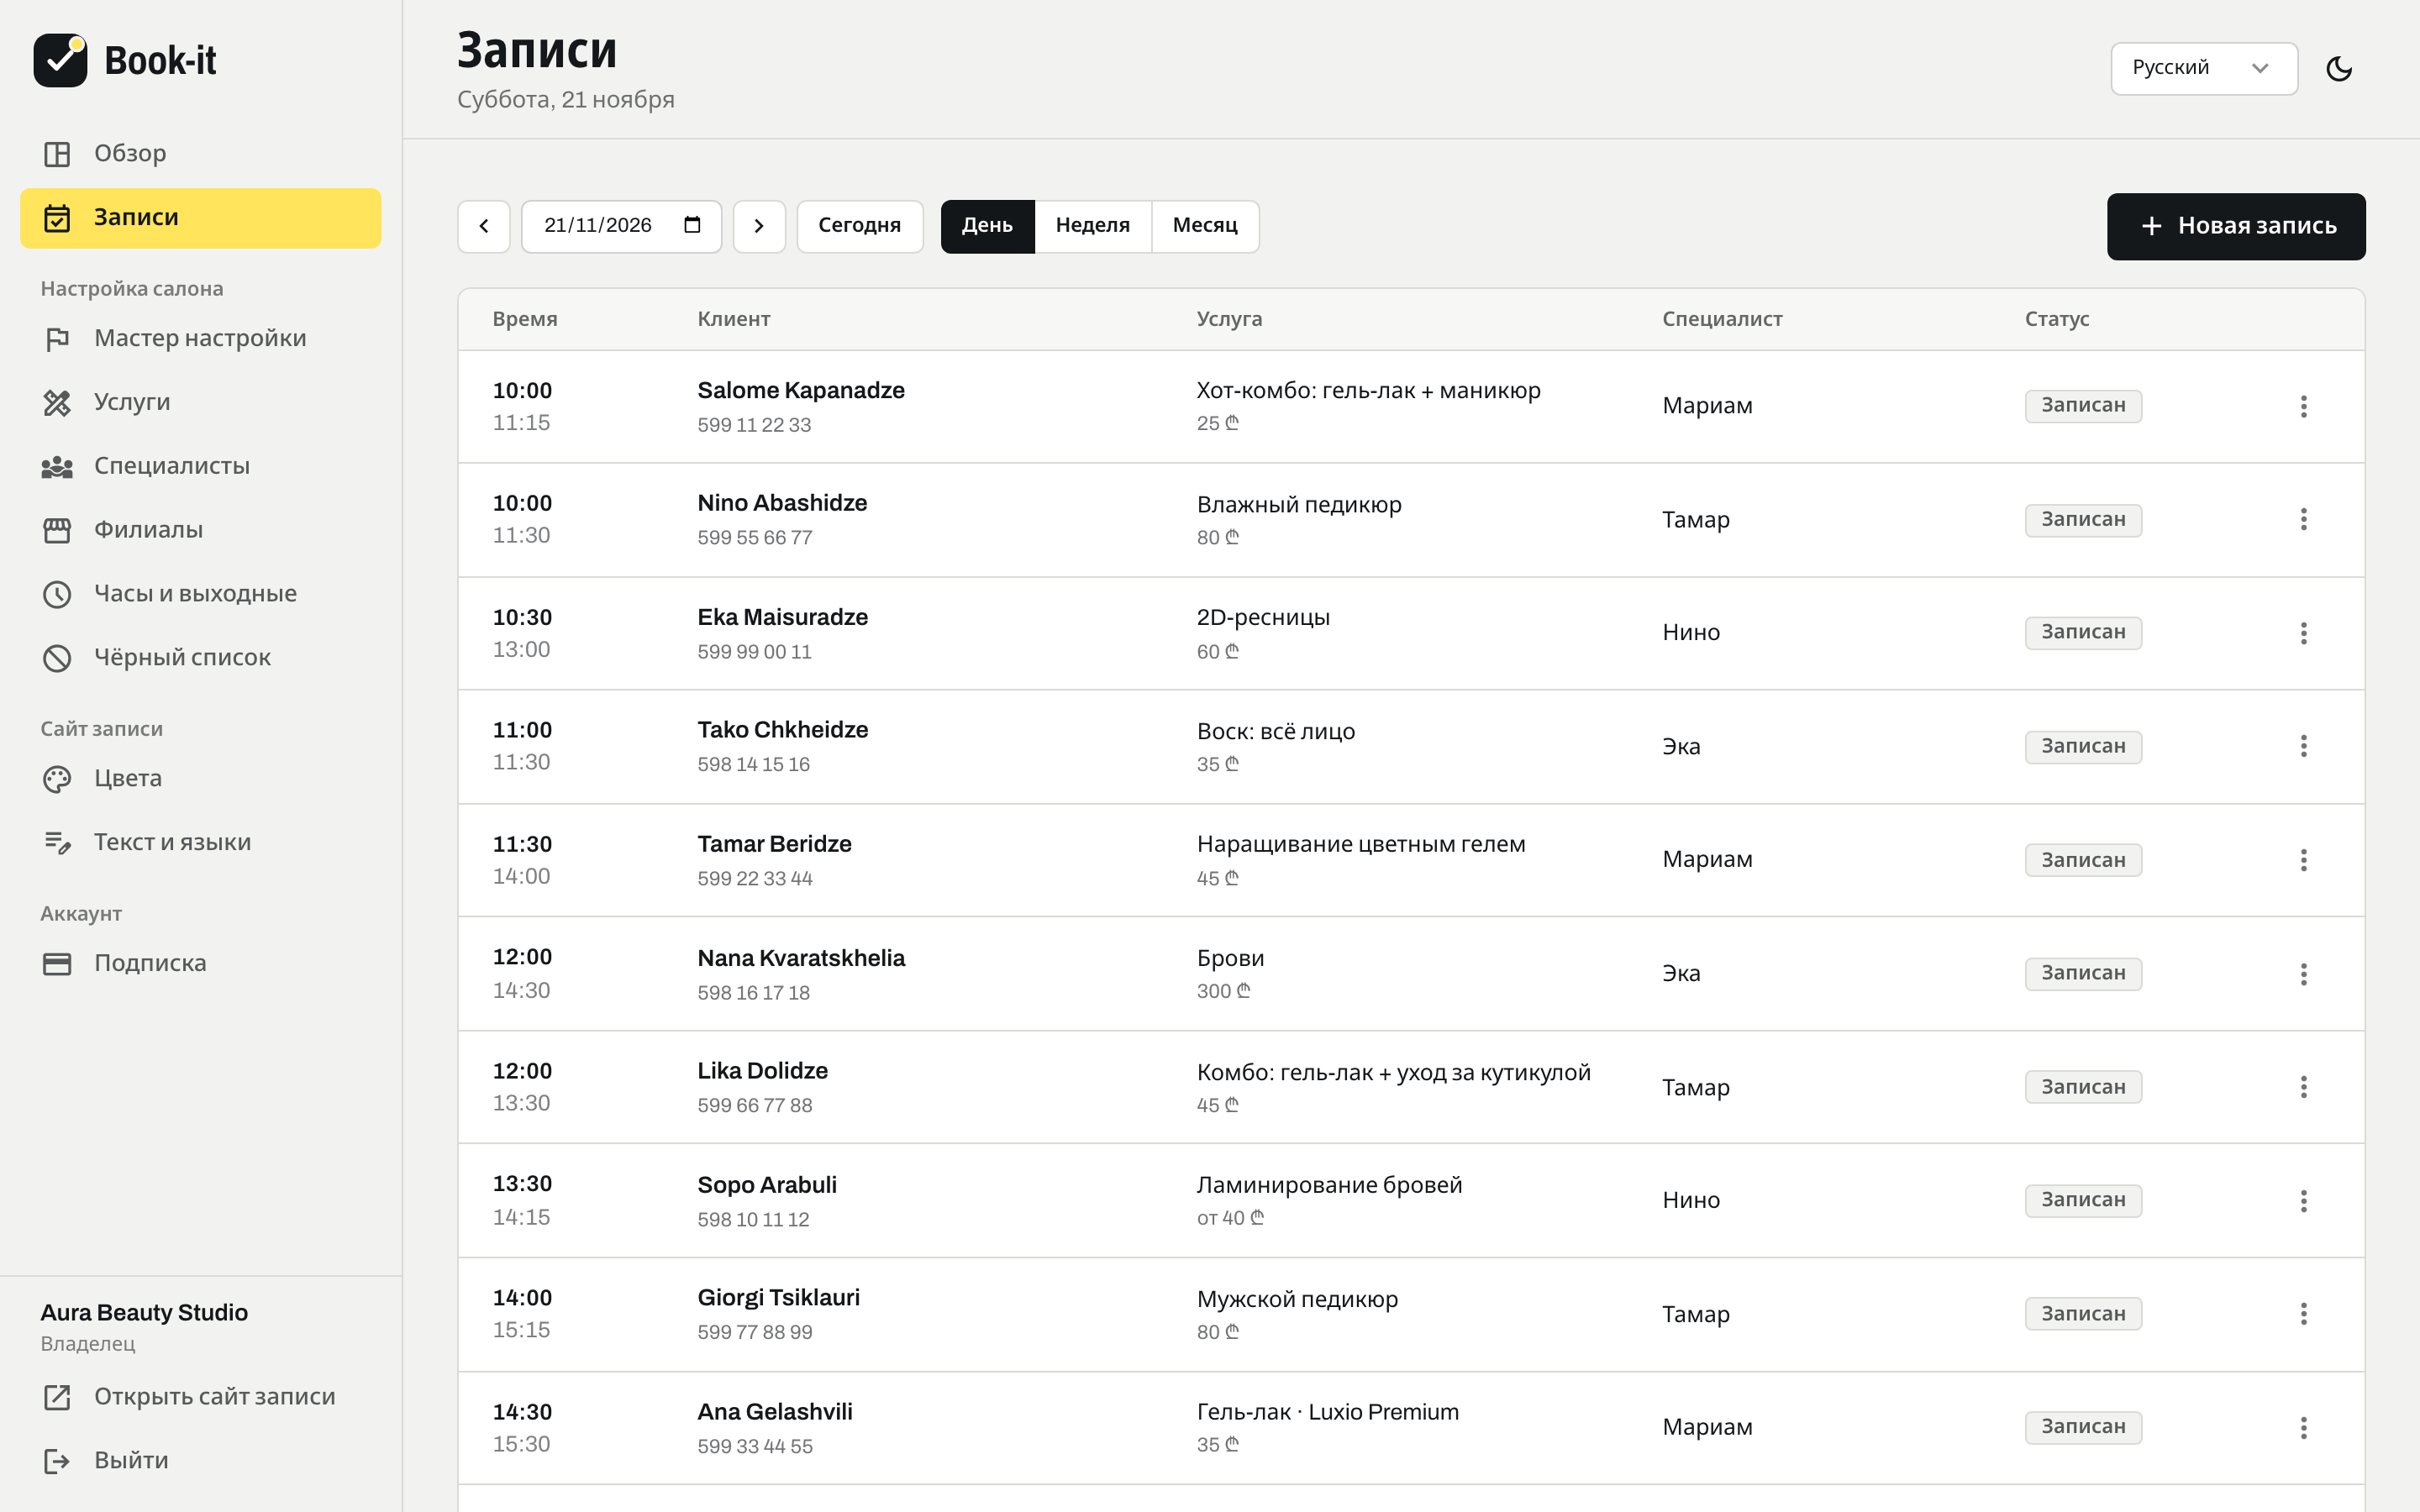 Book-it
Обзор
Записи
Настройка салона
Мастер настройки
Услуги
Специалисты
Филиалы
Часы и выходные
Чёрный список
Сайт записи
Цвета
Текст и языки
Аккаунт
Подписка
Aura Beauty Studio
Владелец
Открыть сайт записи
Выйти
Записи
Суббота, 21 ноября
Русский
21/11/2026
Сегодня
День
Неделя
Месяц
+ Новая запись
Время Клиент Услуга Специалист Статус
10:00 Salome Kapanadze Хот-комбо: гель-лак + маникюр Мариам Записан
11:15 599 11 22 33 25 ₾
10:00 Nino Abashidze Влажный педикюр Тамар Записан
11:30 599 55 66 77 80 ₾
10:30 Eka Maisuradze 2D-ресницы Нино Записан
13:00 599 99 00 11 60 ₾
11:00 Tako Chkheidze Воск: всё лицо Эка Записан
11:30 598 14 15 16 35 ₾
11:30 Tamar Beridze Наращивание цветным гелем Мариам Записан
14:00 599 22 33 44 45 ₾
12:00 Nana Kvaratskhelia Брови Эка Записан
14:30 598 16 17 18 300 ₾
12:00 Lika Dolidze Комбо: гель-лак + уход за кутикулой Тамар Записан
13:30 599 66 77 88 45 ₾
13:30 Sopo Arabuli Ламинирование бровей Нино Записан
14:15 598 10 11 12 от 40 ₾
14:00 Giorgi Tsiklauri Мужской педикюр Тамар Записан
15:15 599 77 88 99 80 ₾
14:30 Ana Gelashvili Гель-лак · Luxio Premium Мариам Записан
15:30 599 33 44 55 35 ₾